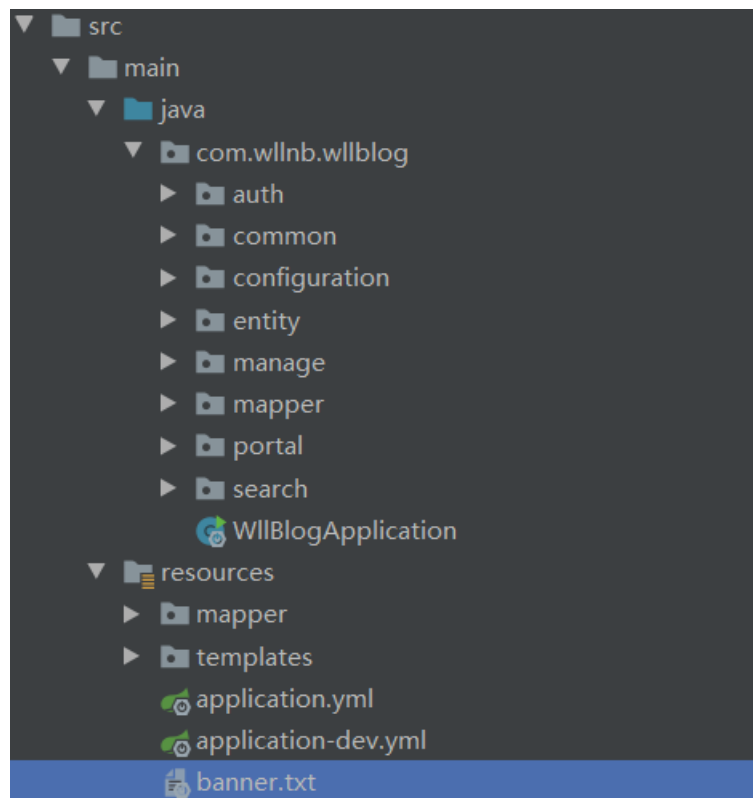 src
main
java
com.wllnb.wllblog
auth
common
configuration
entity
manage
mapper
portal
search
WllBlogApplication
resources
mapper
templates
application.yml
application-dev.yml
banner.txt